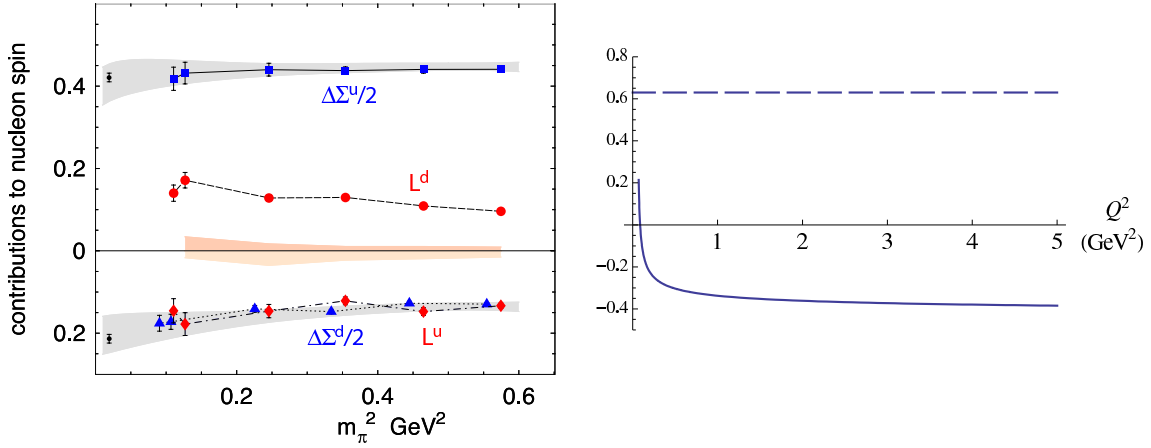 contributions to nucleon spin
0.4
0.2
0
0.2
ΔΣᵘ/2
Lᵈ
ΔΣᵈ/2
Lᵘ
0.2
0.4
0.6
mπ² GeV²
0.8
0.6
0.4
0.2
−0.2
−0.4
1
2
3
4
5
Q²
(GeV²)